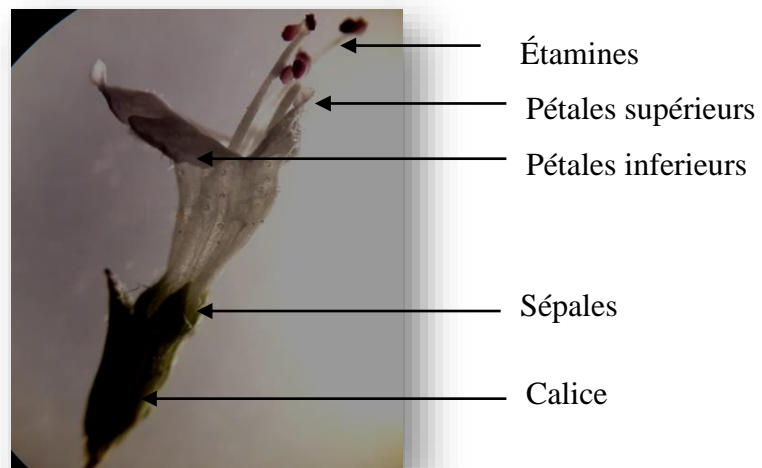 Étamines
Pétales supérieurs
Pétales inferieurs
Sépales
Calice